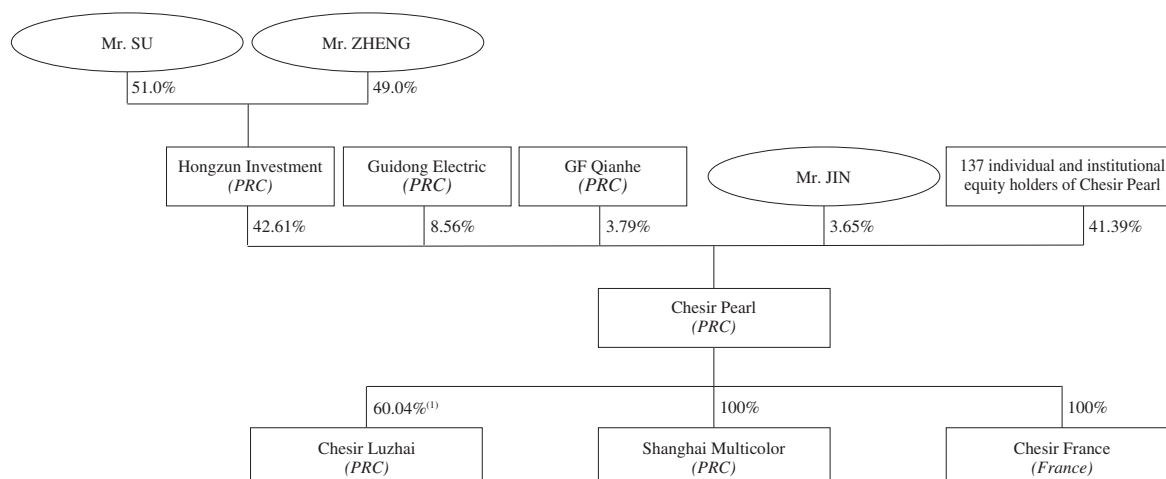 Mr. SU
Mr. ZHENG
51.0%
49.0%
Hongzun Investment
(PRC)
Guidong Electric
(PRC)
GF Qianhe
(PRC)
Mr. JIN
137 individual and institutional
equity holders of Chesir Pearl
42.61%
8.56%
3.79%
3.65%
41.39%
Chesir Pearl
(PRC)
60.04%(1)
100%
100%
Chesir Luzhai
(PRC)
Shanghai Multicolor
(PRC)
Chesir France
(France)